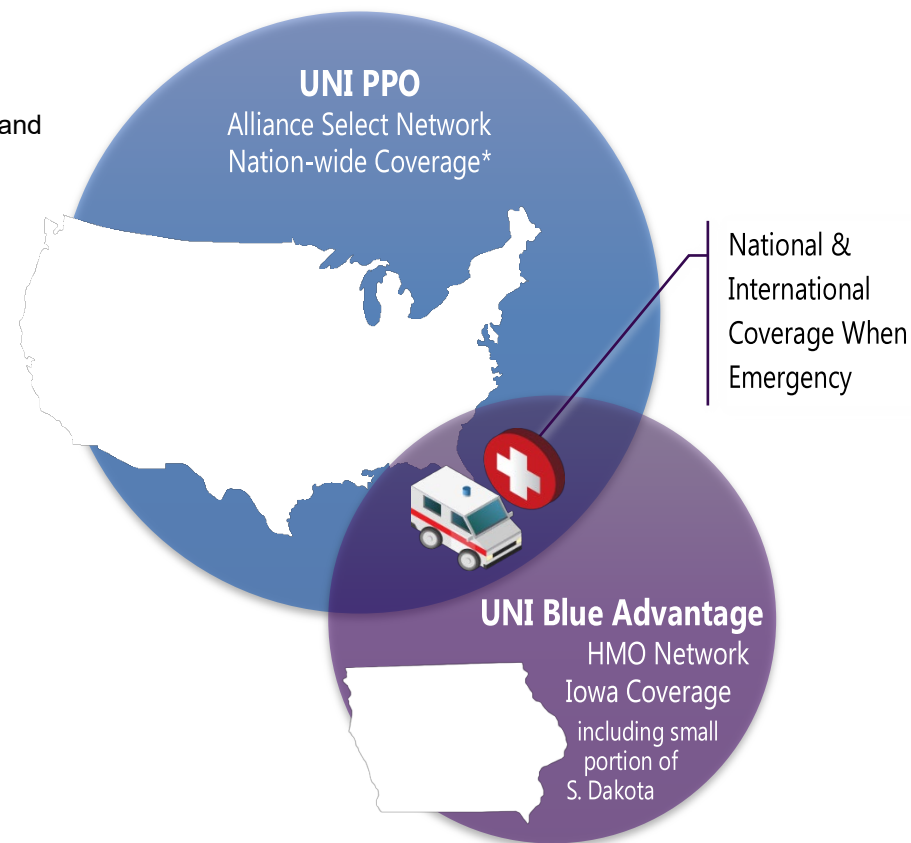 and
UNI PPO
Alliance Select Network
Nation-wide Coverage*
National &
International
Coverage When
Emergency
UNI Blue Advantage
HMO Network
Iowa Coverage
including small
portion of
S. Dakota